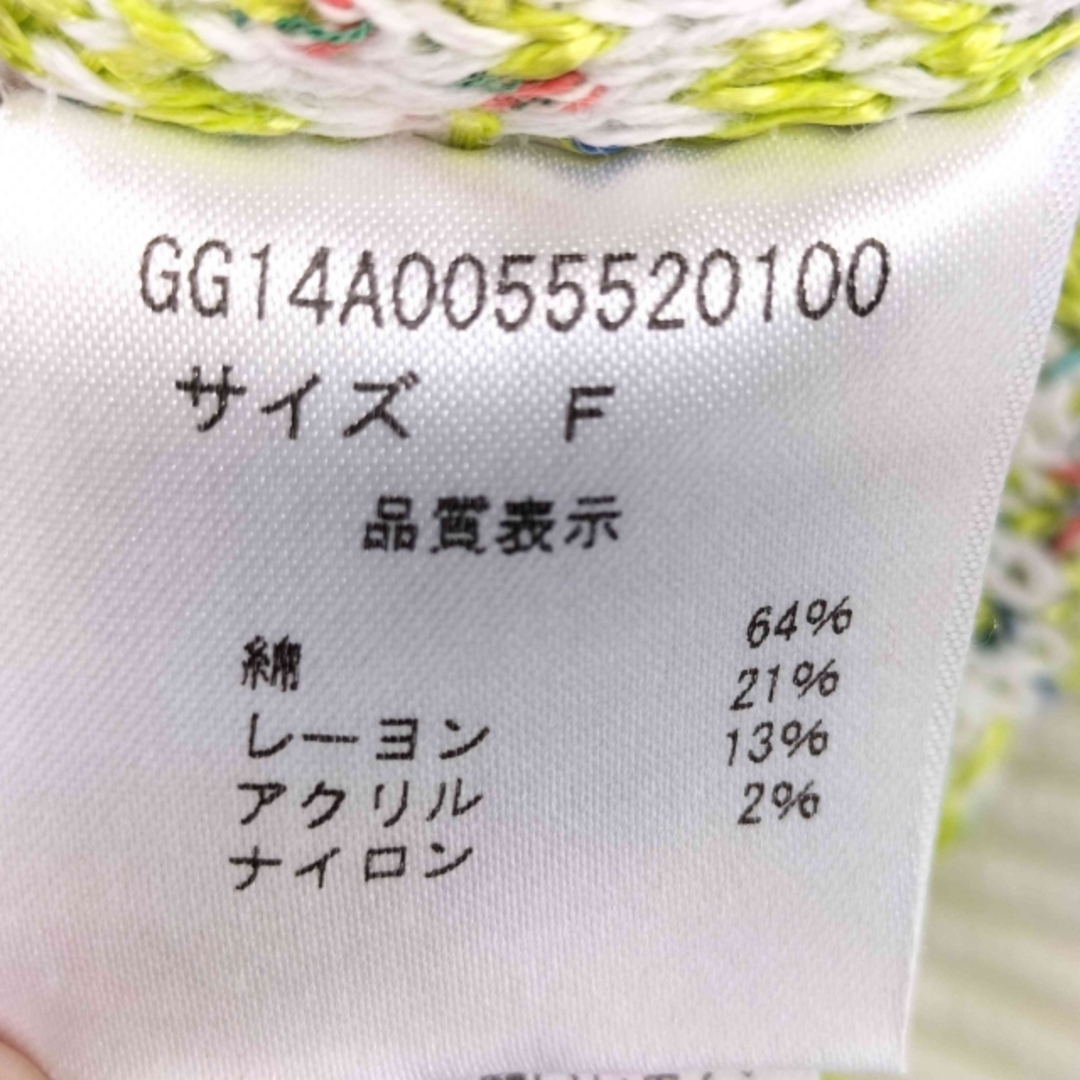 GG14A0055520100
サイズ F
品質表示
綿 64%
レーヨン 21%
アクリル 13%
ナイロン 2%